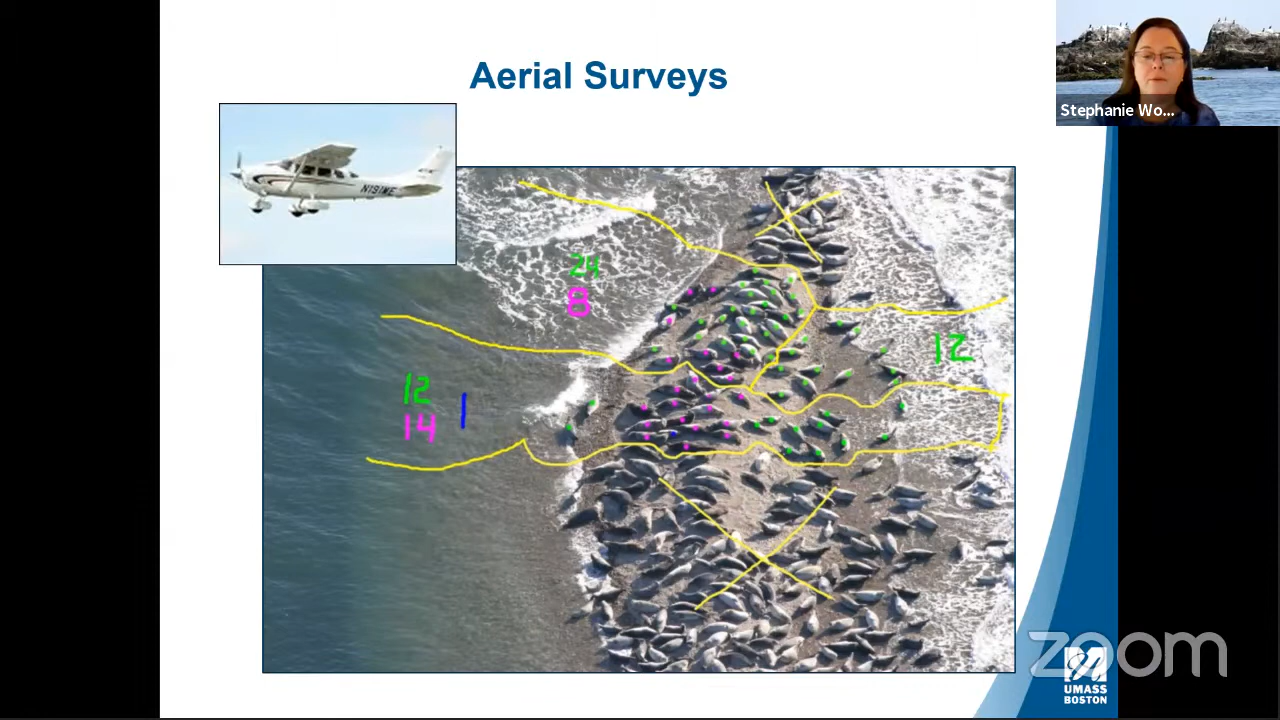 Aerial Surveys
Stephanie Wo...
N191ME
24
8
12
12
14
1
zoom
UMASS
BOSTON